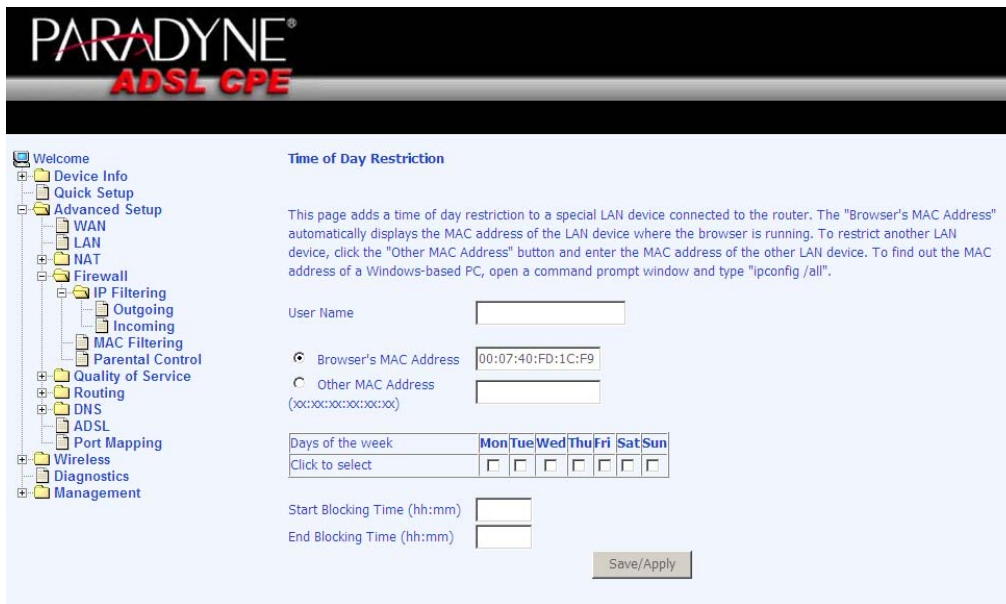 PARADYNE®
ADSL CPE
Welcome
Device Info
Quick Setup
Advanced Setup
WAN
LAN
NAT
Firewall
IP Filtering
Outgoing
Incoming
MAC Filtering
Parental Control
Quality of Service
Routing
DNS
ADSL
Port Mapping
Wireless
Diagnostics
Management
Time of Day Restriction
This page adds a time of day restriction to a special LAN device connected to the router. The "Browser's MAC Address"
automatically displays the MAC address of the LAN device where the browser is running. To restrict another LAN
device, click the "Other MAC Address" button and enter the MAC address of the other LAN device. To find out the MAC
address of a Windows-based PC, open a command prompt window and type "ipconfig /all".
User Name
Browser's MAC Address 00:07:40:FD:1C:F9
Other MAC Address
(xx:xx:xx:xx:xx:xx)
Days of the week Mon Tue Wed Thu Fri Sat Sun
Click to select
Start Blocking Time (hh:mm)
End Blocking Time (hh:mm)
Save/Apply